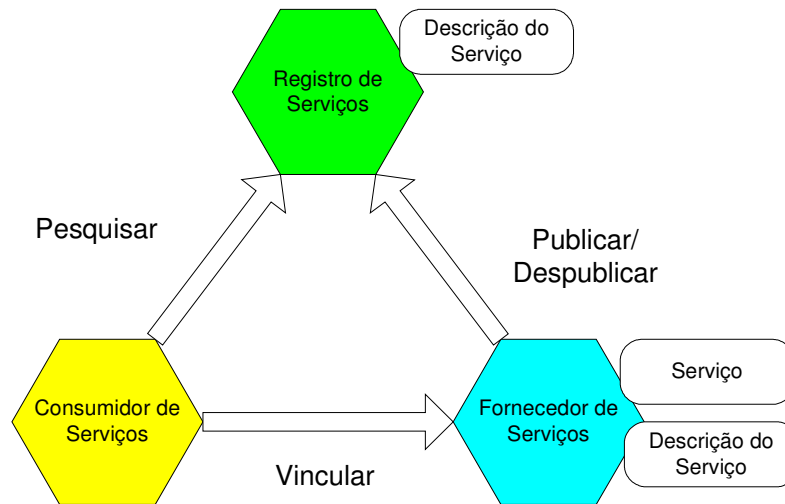 Descrição do
Serviço
Registro de
Serviços
Pesquisar
Publicar/
Despublicar
Consumidor de
Serviços
Vincular
Fornecedor de
Serviços
Serviço
Descrição do
Serviço